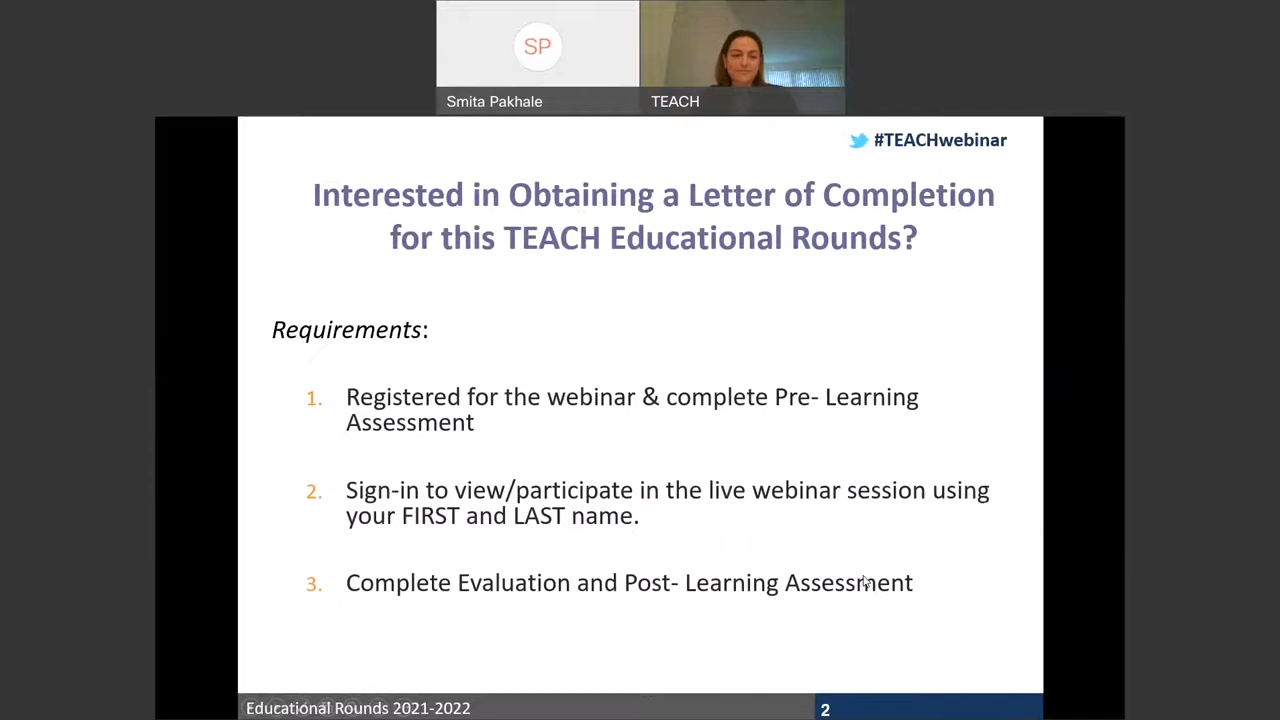 SP
Smita Pakhale
TEACH
#TEACHwebinar
Interested in Obtaining a Letter of Completion
for this TEACH Educational Rounds?
Requirements:
1. Registered for the webinar & complete Pre- Learning
Assessment
2. Sign-in to view/participate in the live webinar session using
your FIRST and LAST name.
3. Complete Evaluation and Post- Learning Assessment
Educational Rounds 2021-2022
2